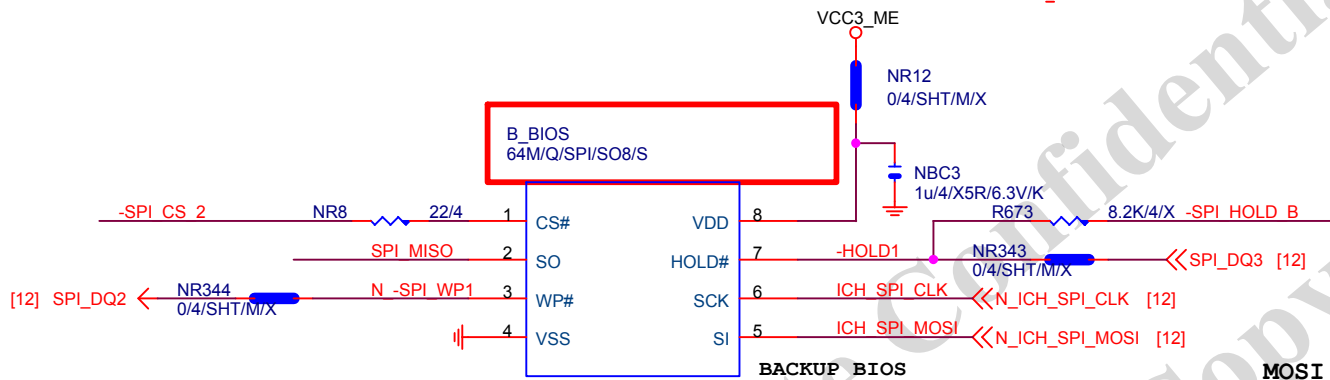 VCC3_ME
NR12
0/4/SHT/M/X
B_BIOS
64M/Q/SPI/SO8/S
NBC3
1u/4/X5R/6.3V/K
-SPI_CS_2
NR8
22/4
1
CS#
VDD
8
R673
8.2K/4/X
-SPI_HOLD_B
SPI_MISO
2
SO
HOLD#
7
-HOLD1
NR343
0/4/SHT/M/X
SPI_DQ3 [12]
[12] SPI_DQ2
NR344
0/4/SHT/M/X
N_-SPI_WP1
3
WP#
SCK
6
ICH_SPI_CLK
N_ICH_SPI_CLK [12]
4
VSS
SI
5
ICH_SPI_MOSI
N_ICH_SPI_MOSI [12]
BACKUP BIOS
MOSI